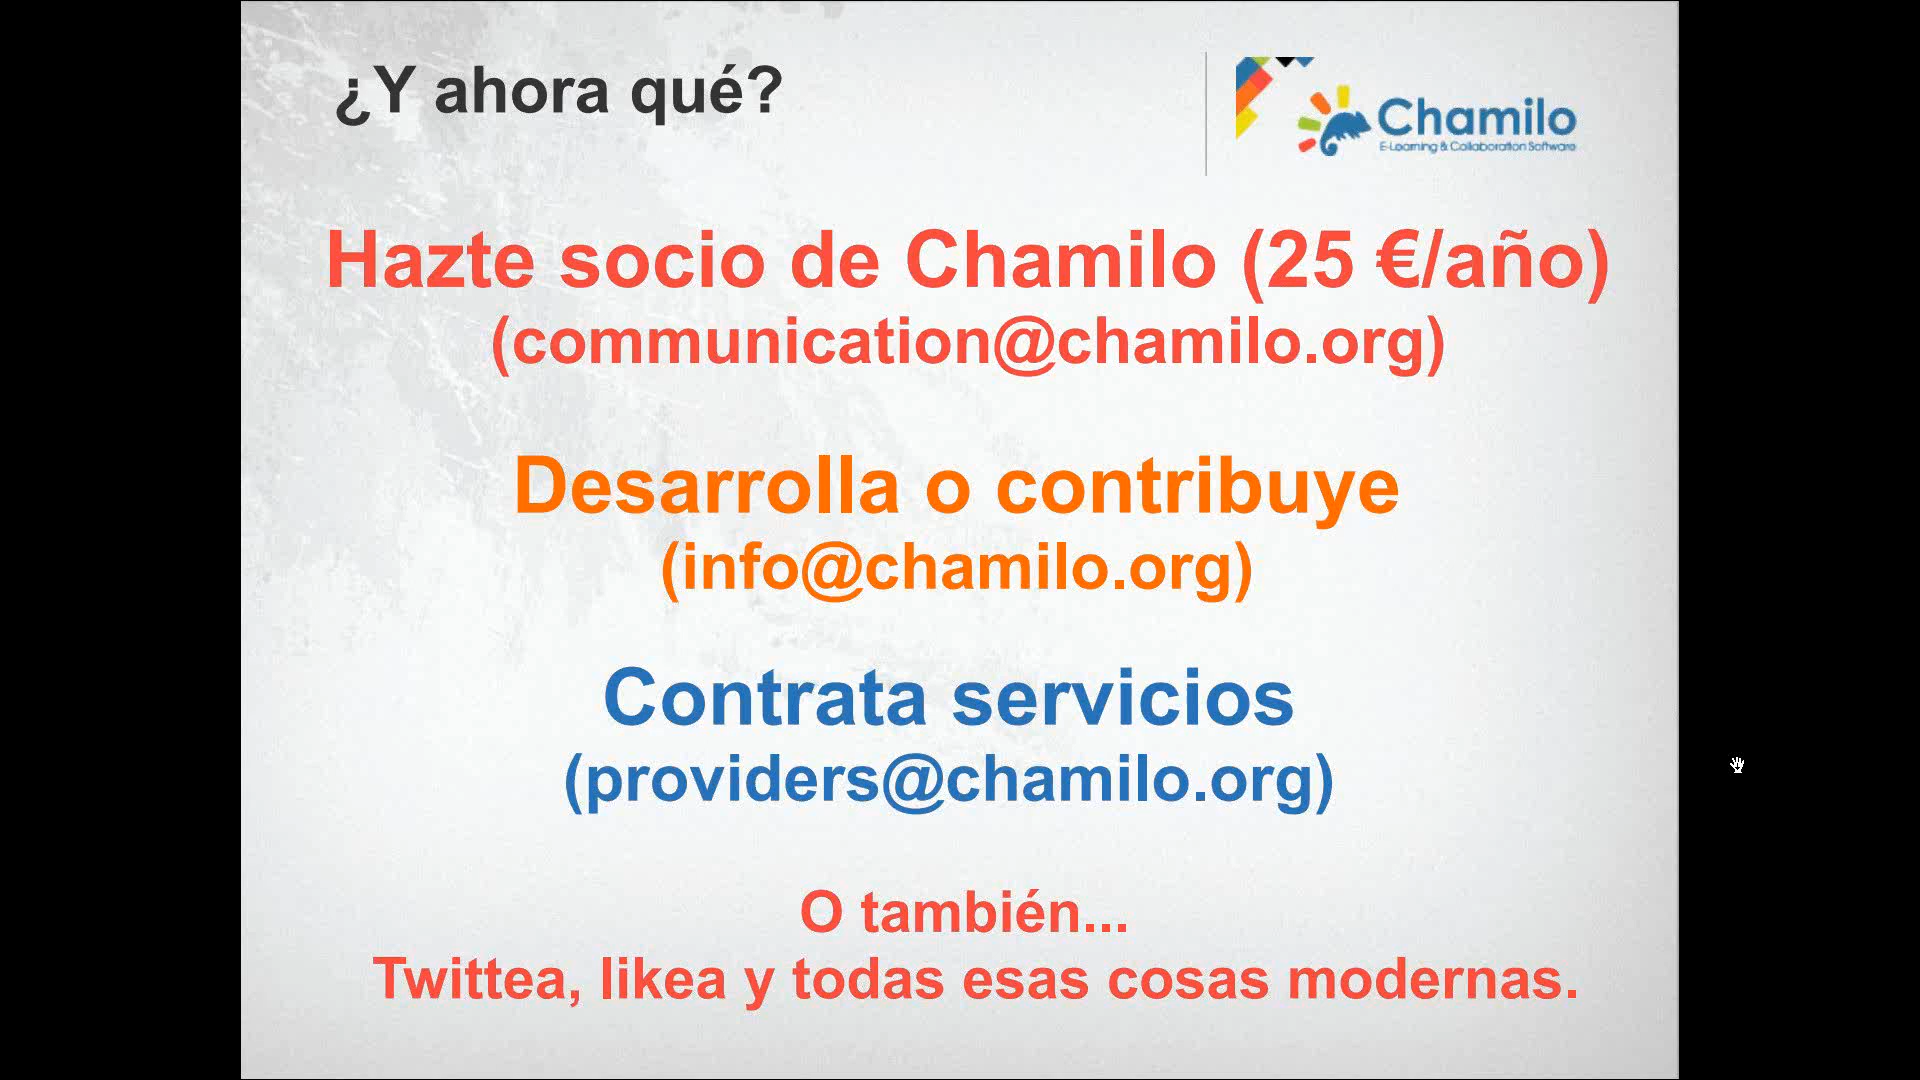 ¿Y ahora qué?
Chamilo
E-Learning & Collaboration Software
Hazte socio de Chamilo (25 €/año)
(communication@chamilo.org)
Desarrolla o contribuye
(info@chamilo.org)
Contrata servicios
(providers@chamilo.org)
O también...
Twittea, likea y todas esas cosas modernas.